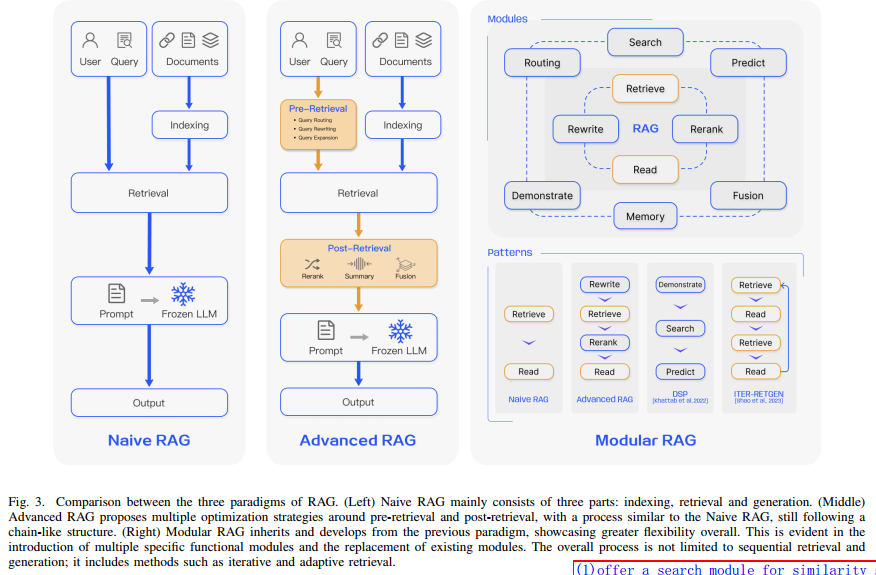 User Query
Documents
Indexing
Retrieval
Prompt
Frozen LLM
Output
Naive RAG
User Query
Documents
Pre-Retrieval
• Query Routing
• Query Rewriting
• Query Expansion
Indexing
Retrieval
Post-Retrieval
Rerank
Summary
Fusion
Prompt
Frozen LLM
Output
Advanced RAG
Modules
Search
Routing
Predict
Retrieve
Rewrite
RAG
Rerank
Read
Demonstrate
Fusion
Memory
Patterns
Retrieve
Read
Naive RAG
Rewrite
Retrieve
Rerank
Read
Advanced RAG
Demonstrate
Search
Predict
DSP
[Khattab et al.,2022]
Retrieve
Read
Retrieve
Read
ITER-RETGEN
[Shao et al., 2023]
Modular RAG
Fig. 3. Comparison between the three paradigms of RAG. (Left) Naive RAG mainly consists of three parts: indexing, retrieval and generation. (Middle)
Advanced RAG proposes multiple optimization strategies around pre-retrieval and post-retrieval, with a process similar to the Naive RAG, still following a
chain-like structure. (Right) Modular RAG inherits and develops from the previous paradigm, showcasing greater flexibility overall. This is evident in the
introduction of multiple specific functional modules and the replacement of existing modules. The overall process is not limited to sequential retrieval and
generation; it includes methods such as iterative and adaptive retrieval.
(1)offer a search module for similarity